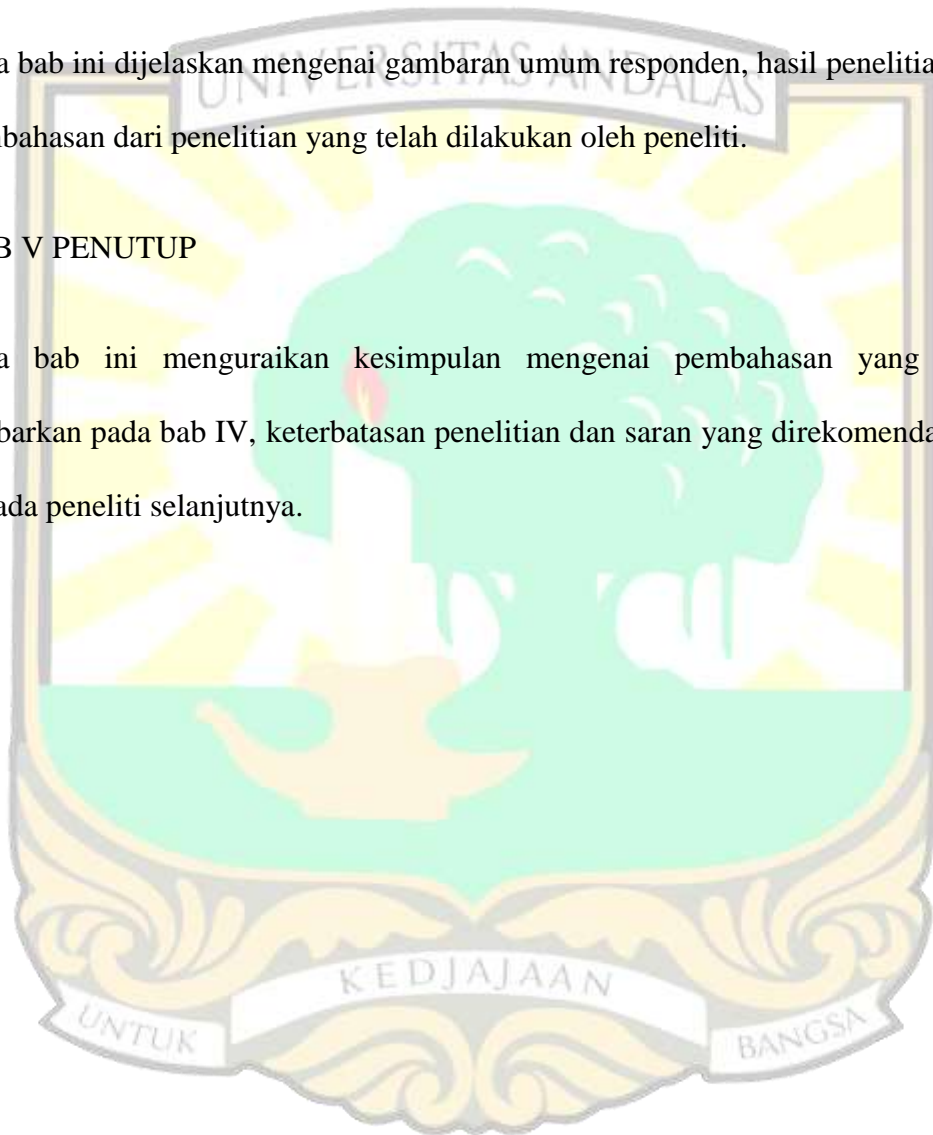 UNIVERSITAS ANDALAS
a bab ini dijelaskan mengenai gambaran umum responden, hasil penelitia
bahasan dari penelitian yang telah dilakukan oleh peneliti.
B V PENUTUP
a bab ini menguraikan kesimpulan mengenai pembahasan yang
barkan pada bab IV, keterbatasan penelitian dan saran yang direkomenda
ada peneliti selanjutnya.
KEDJAJAAN
UNTUK
BANGSA